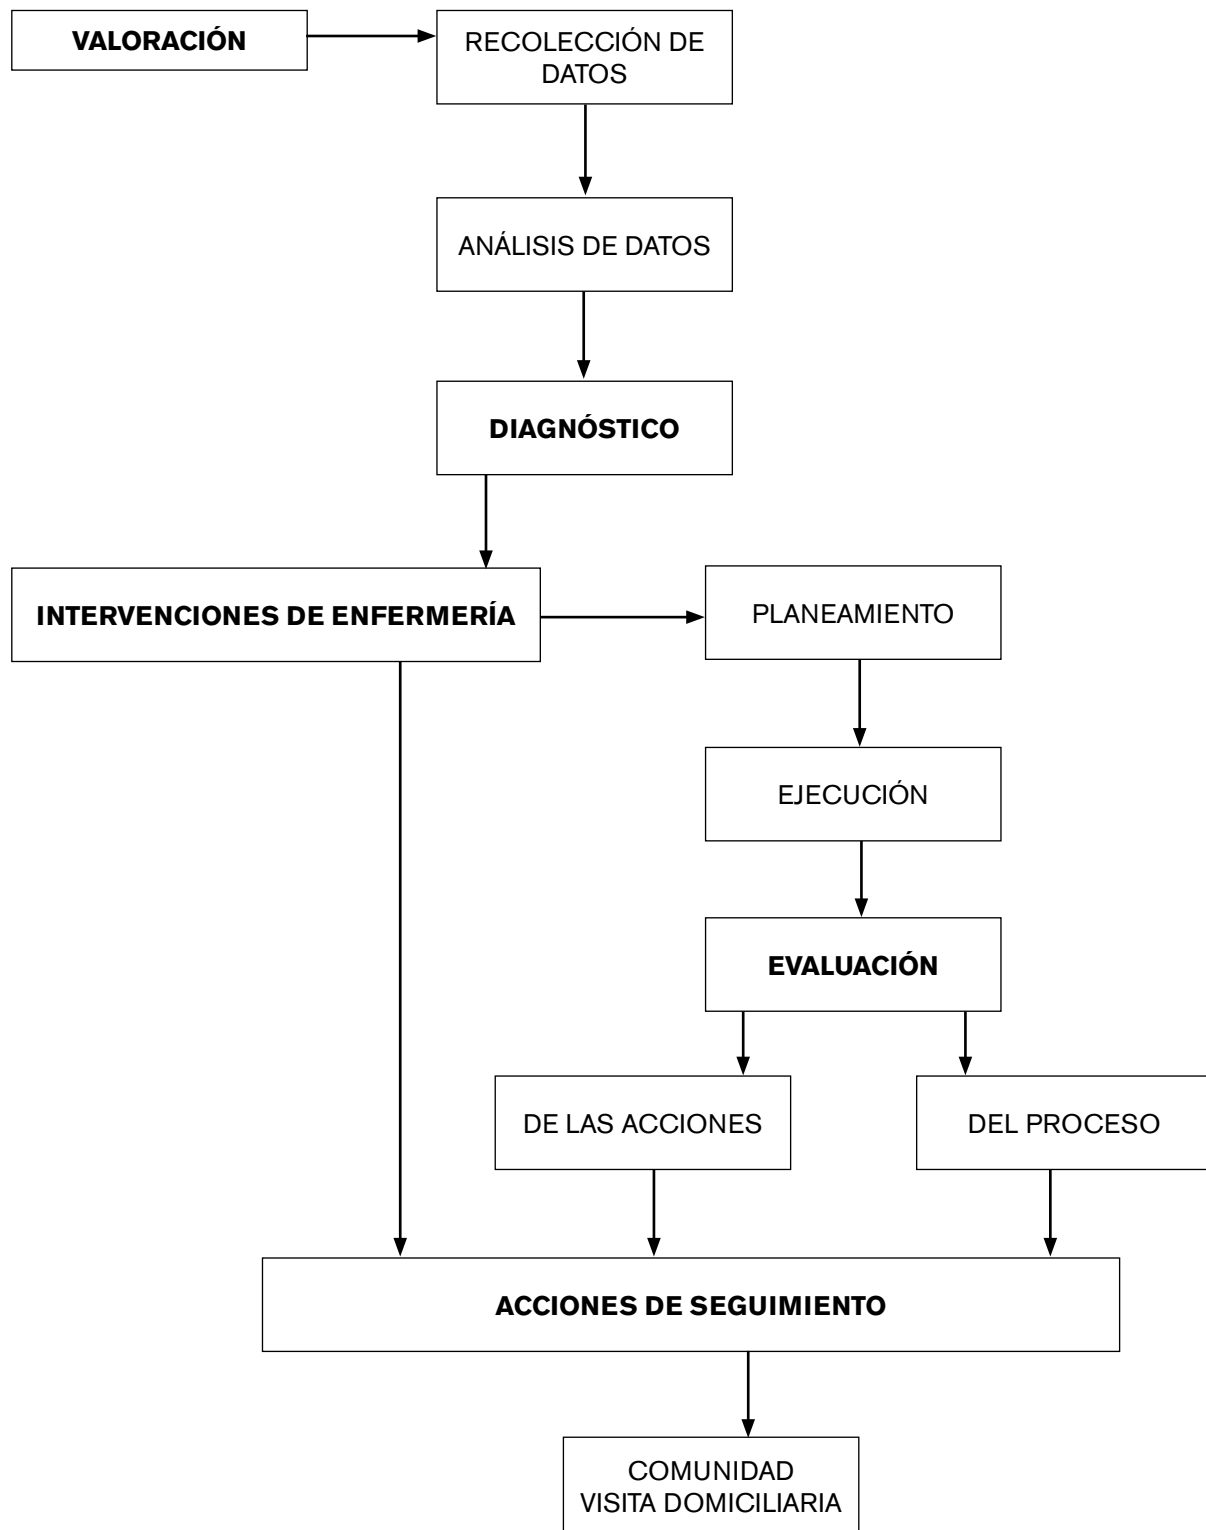 VALORACIÓN
RECOLECCIÓN DE
DATOS
ANÁLISIS DE DATOS
DIAGNÓSTICO
INTERVENCIONES DE ENFERMERÍA
PLANEAMIENTO
EJECUCIÓN
EVALUACIÓN
DE LAS ACCIONES
DEL PROCESO
ACCIONES DE SEGUIMIENTO
COMUNIDAD
VISITA DOMICILIARIA